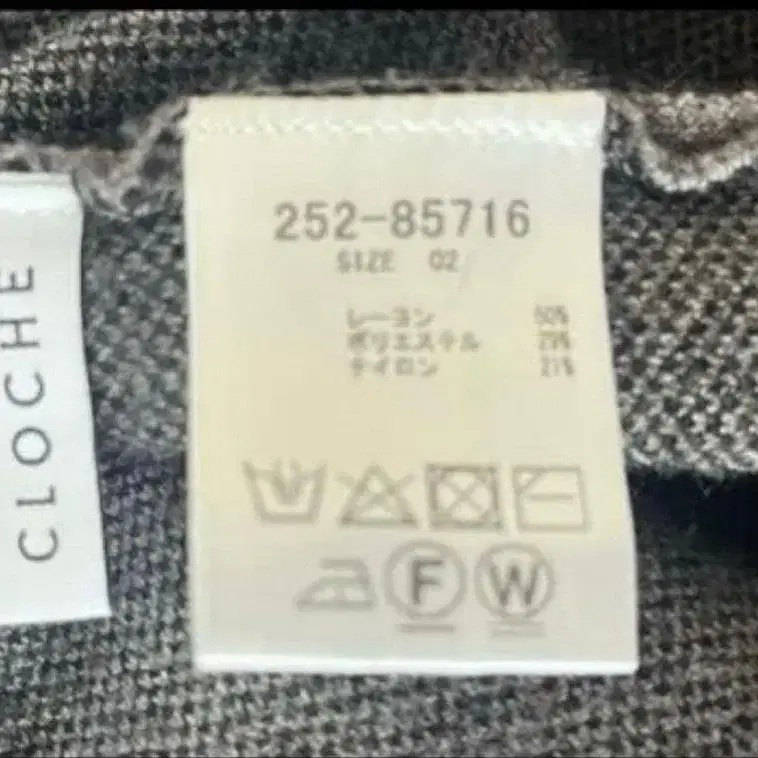 CLOCHE
252-85716
SIZE 02
レーヨン 50%
ポリエステル 29%
ナイロン 21%
F
W